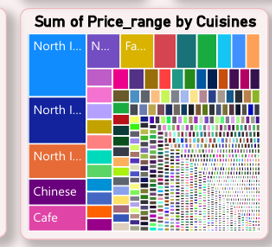 Sum of Price_range by Cuisines
North I...
N...
Fa...
North I...
North I...
Chinese
Cafe